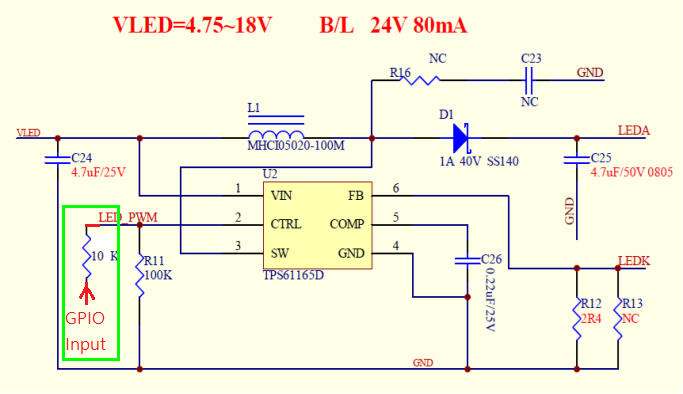 VLED=4.75~18V B/L 24V 80mA
NC C23
R16 GND
NC
L1 D1
VLED MHCI05020-100M LEDA
1A 40V SS140
C24 C25
4.7uF/25V 4.7uF/50V 0805
U2
1 VIN FB 6
LED_PWM 2 CTRL COMP 5 GND
3 SW GND 4
TPS61165D
10 K R11
100K
C26
0.22uF/25V
LEDK
GPIO
Input
R12 R13
2R4 NC
GND